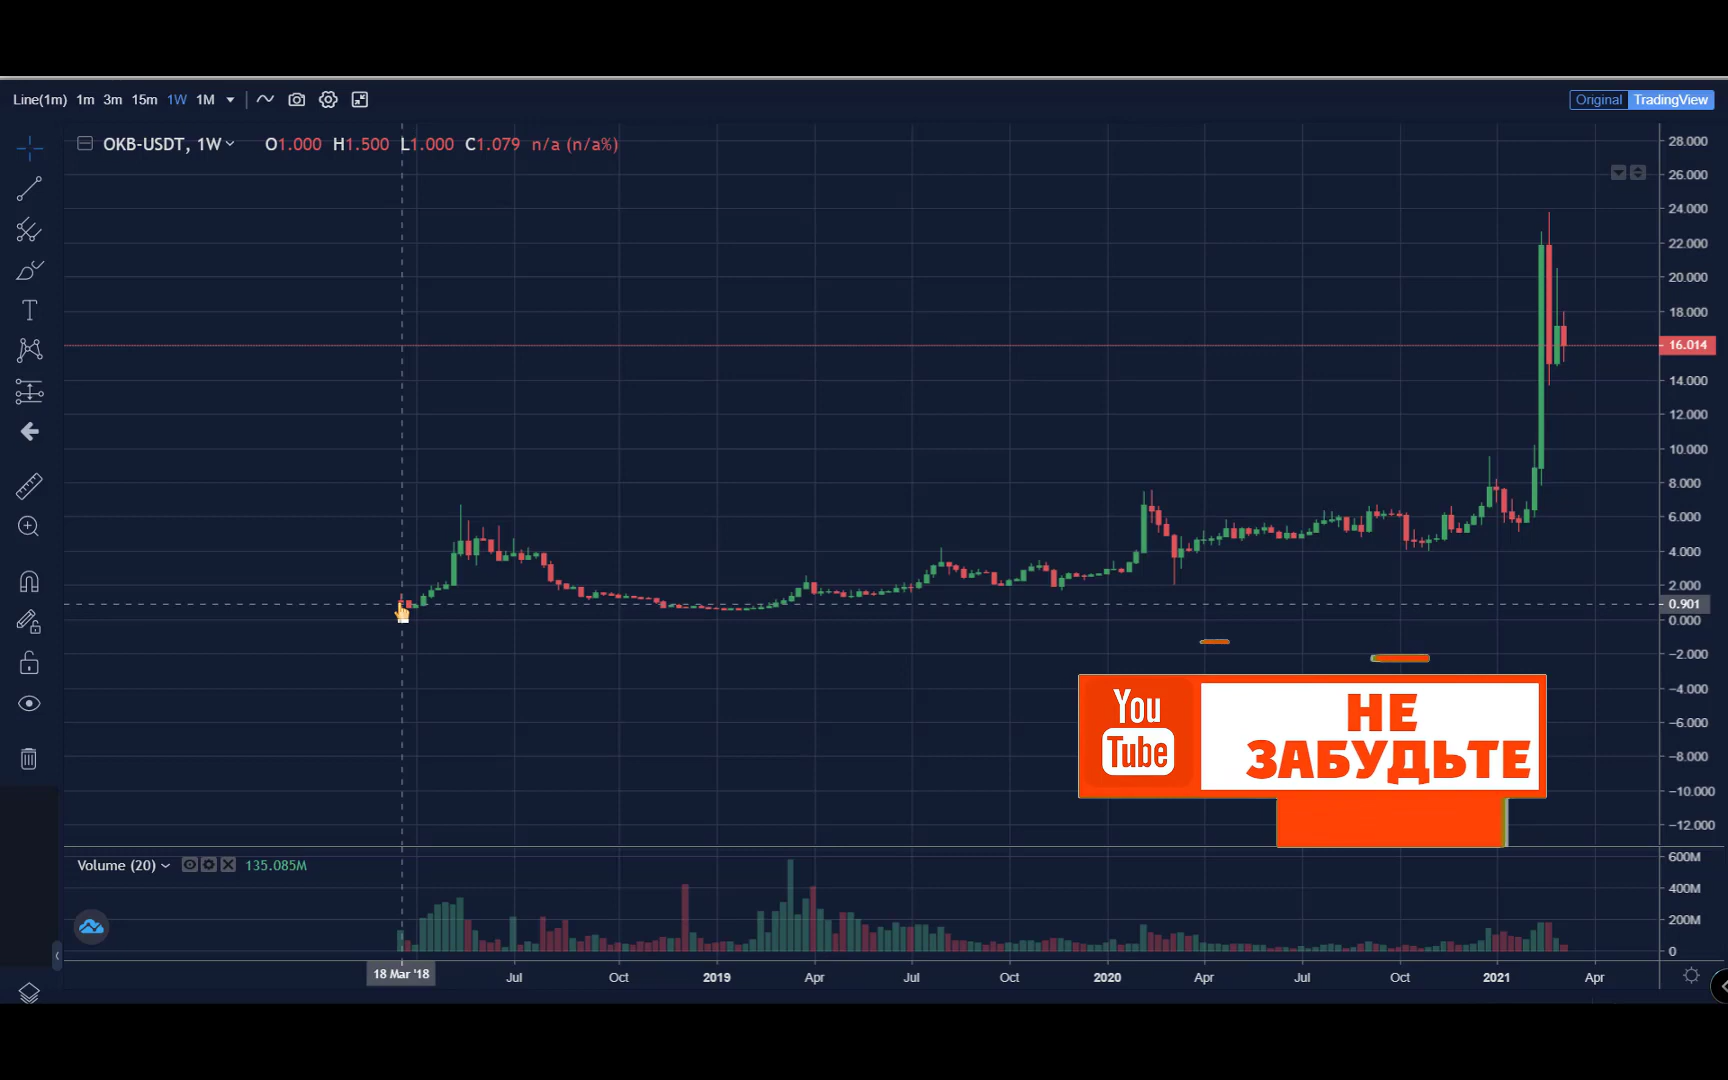 Line(1m) 1m 3m 15m 1W 1M
Original TradingView
OKB-USDT, 1W O1.000 H1.500 L1.000 C1.079 n/a (n/a%)
28.000
26.000
24.000
22.000
20.000
18.000
16.014
14.000
12.000
10.000
8.000
6.000
4.000
2.000
0.901
0.000
−2.000
−4.000
−6.000
−8.000
−10.000
−12.000
You
Tube
НЕ
ЗАБУДЬТЕ
Volume (20) 135.085M
600M
400M
200M
0
18 Mar '18 Jul Oct 2019 Apr Jul Oct 2020 Apr Jul Oct 2021 Apr